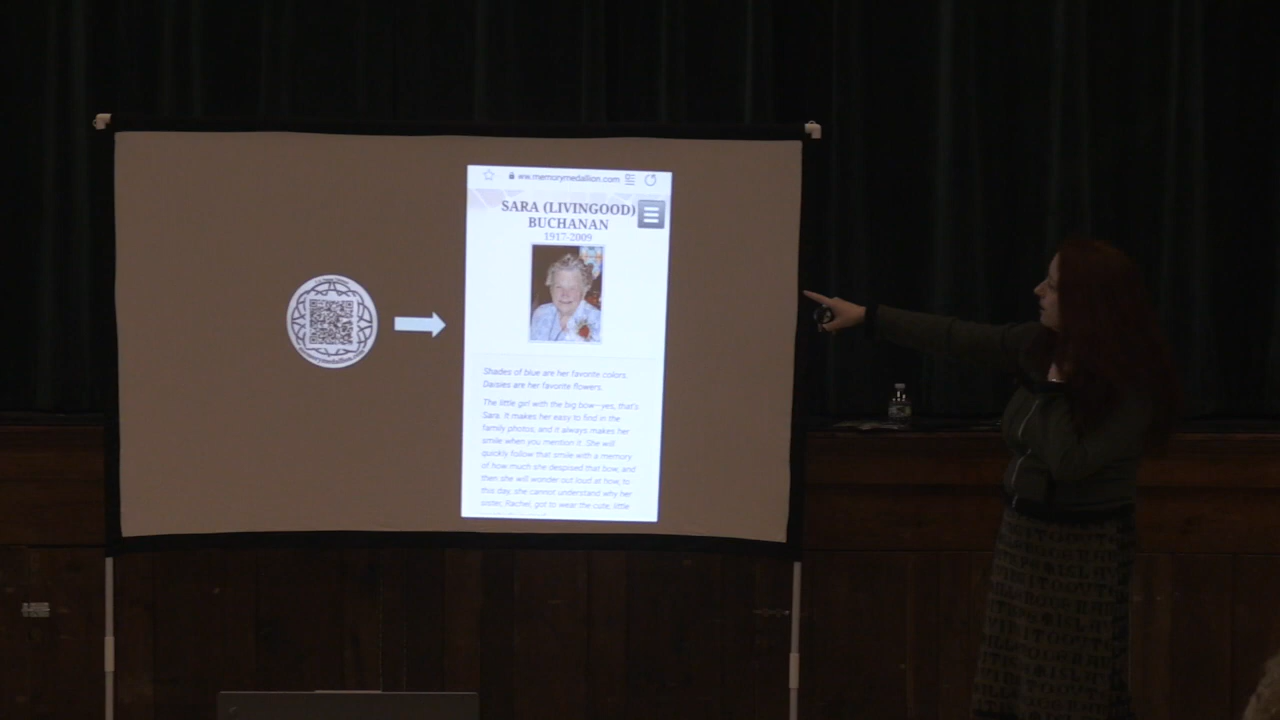 ww.memorymedallion.com
SARA (LIVINGOOD)
BUCHANAN
1917-2009
Shades of blue are her favorite colors.
Daisies are her favorite flowers.
The little girl with the big bow—yes, that's
Sara. It makes her easy to find in the
family photos, and it always makes her
smile when you mention it. She will
quickly follow that smile with a memory
of how much she despised that bow, and
then she will wonder out loud at how, to
this day, she cannot understand why her
sister, Rachel, got to wear the cute, little
memorymedallion.com